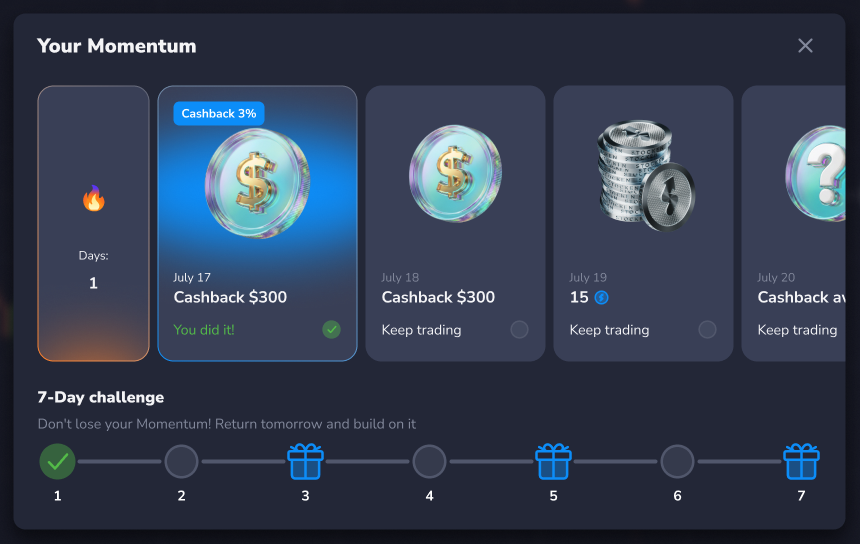 Your Momentum
Days:
1
Cashback 3%
July 17
Cashback $300
You did it!
July 18
Cashback $300
Keep trading
July 19
15
Keep trading
July 20
Cashback av
Keep trading
7-Day challenge
Don't lose your Momentum! Return tomorrow and build on it
1 2 3 4 5 6 7